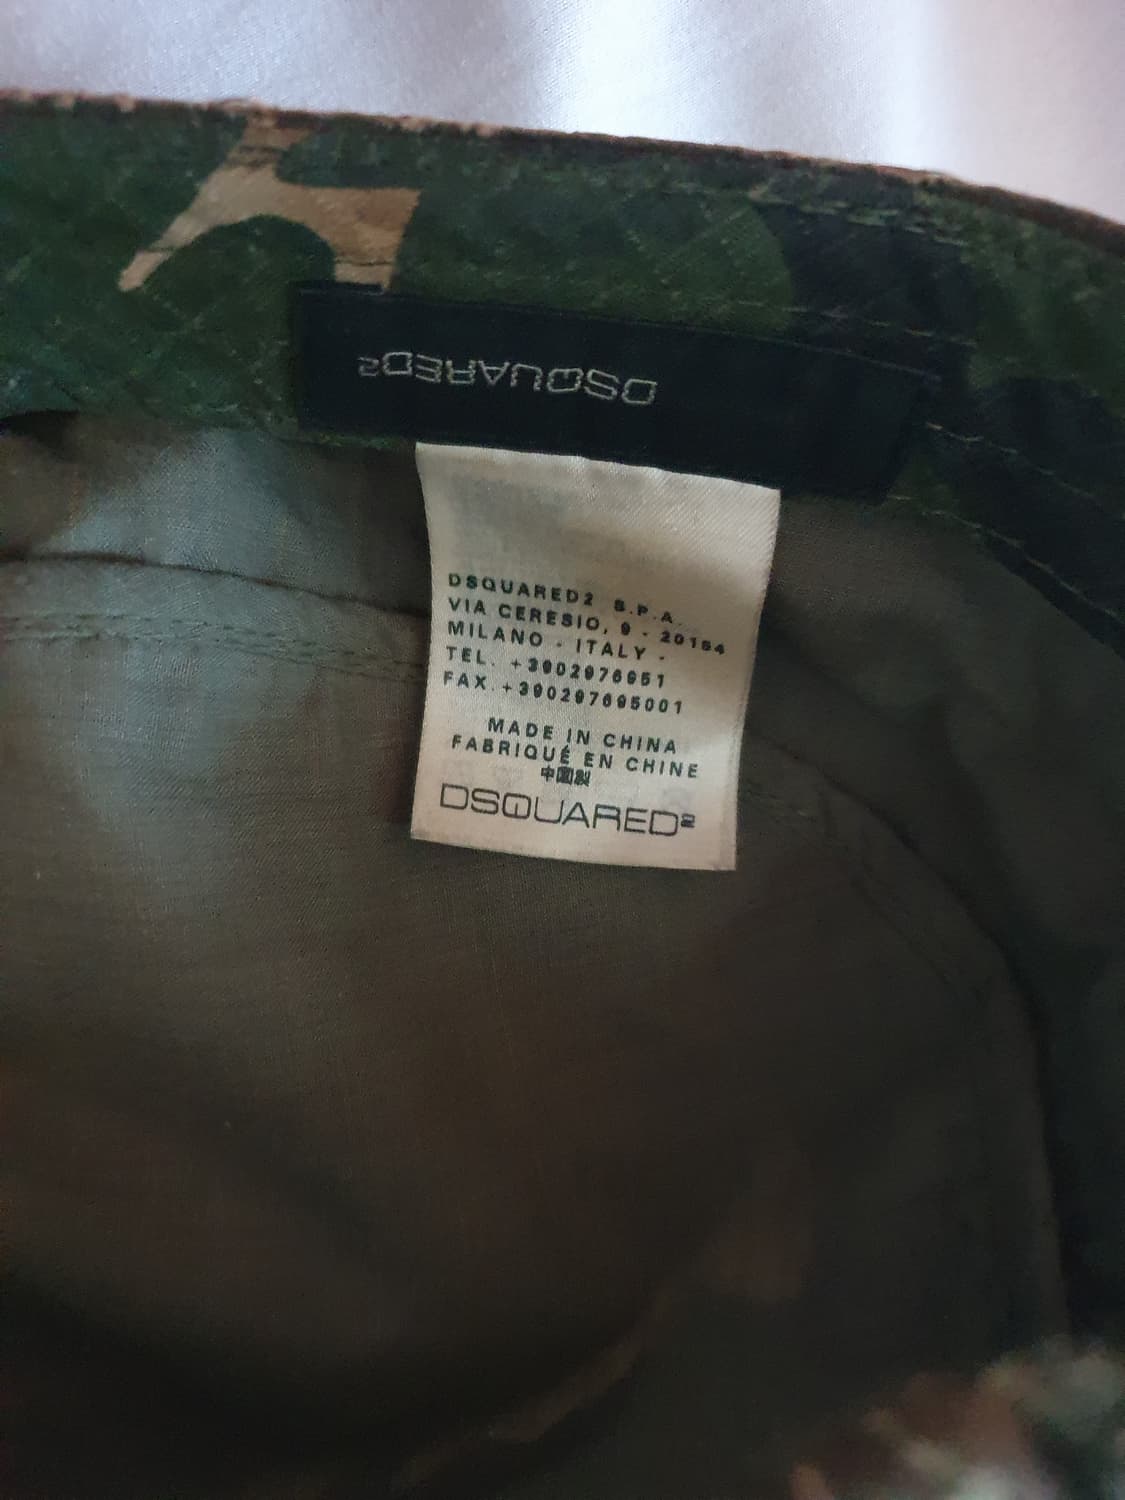 DSQUARED2
DSQUARED2 S.P.A.
VIA CERESIO, 9 - 20154
MILANO - ITALY -
TEL. +3902976951
FAX. +390297695001
MADE IN CHINA
FABRIQUÉ EN CHINE
中國製
DSQUARED2